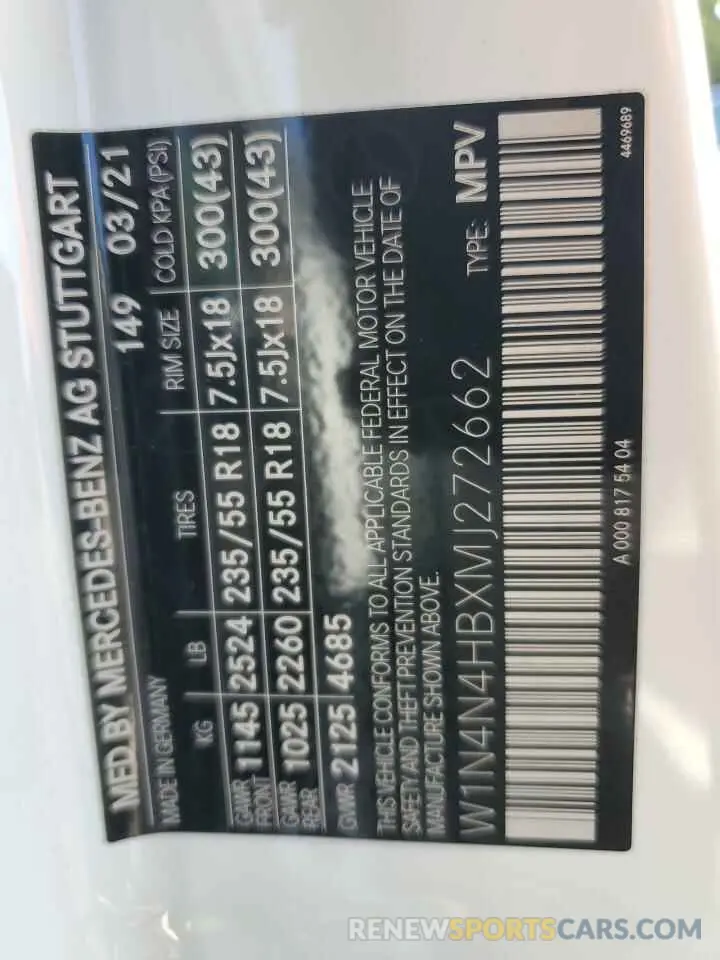 MFD BY MERCEDES-BENZ AG STUTTGART
MADE IN GERMANY 149 03/21
KG LB TIRES RIM SIZE COLD KPA (PSI)
GAWR FRONT 1145 2524 235/55 R18 7.5Jx18 300(43)
GAWR REAR 1025 2260 235/55 R18 7.5Jx18 300(43)
GWR 2125 4685
THIS VEHICLE CONFORMS TO ALL APPLICABLE FEDERAL MOTOR VEHICLE
SAFETY AND THEFT PREVENTION STANDARDS IN EFFECT ON THE DATE OF
MANUFACTURE SHOWN ABOVE.
W1N4N4HBXMJ272662 TYPE: MPV
A 000 817 54 04 4469689
RENEWSPORTSCARS.COM